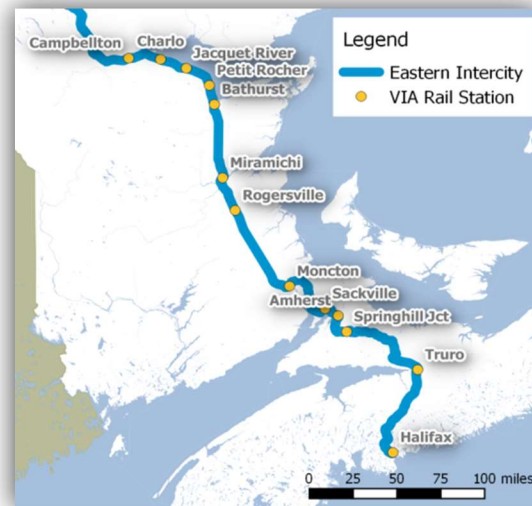 Campbellton
Charlo
Jacquet River
Petit Rocher
Bathurst
Legend
Eastern Intercity
VIA Rail Station
Miramichi
Rogersville
Moncton
Amherst
Sackville
Springhill Jct
Truro
Halifax
0 25 50 75 100 miles